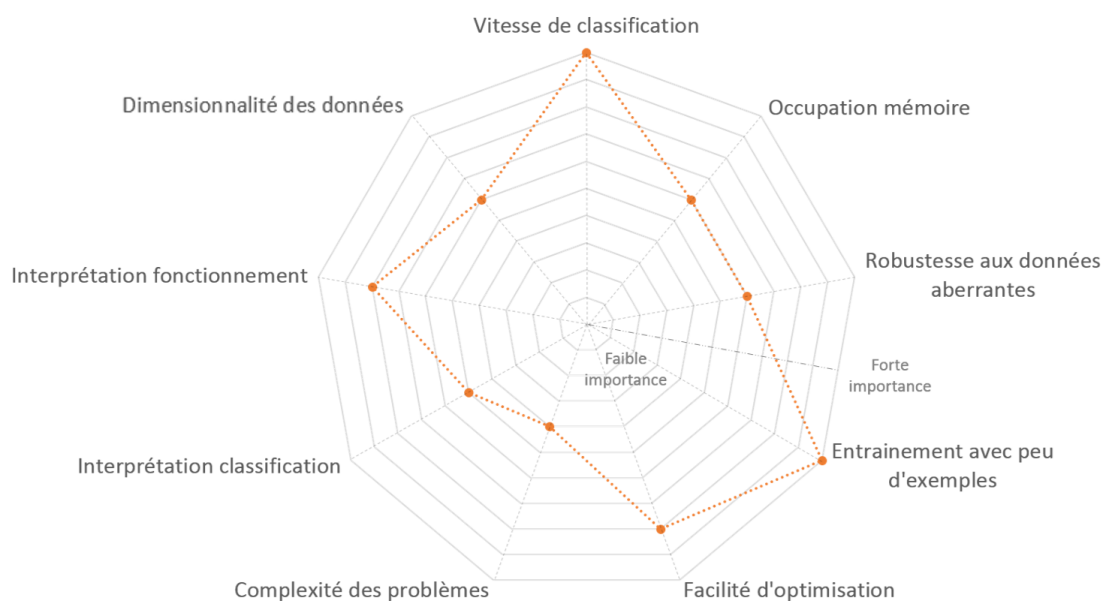 Vitesse de classification
Dimensionnalité des données
Occupation mémoire
Interprétation fonctionnement
Robustesse aux données
aberrantes
Faible
importance
Forte
importance
Interprétation classification
Entrainement avec peu
d'exemples
Complexité des problèmes
Facilité d'optimisation